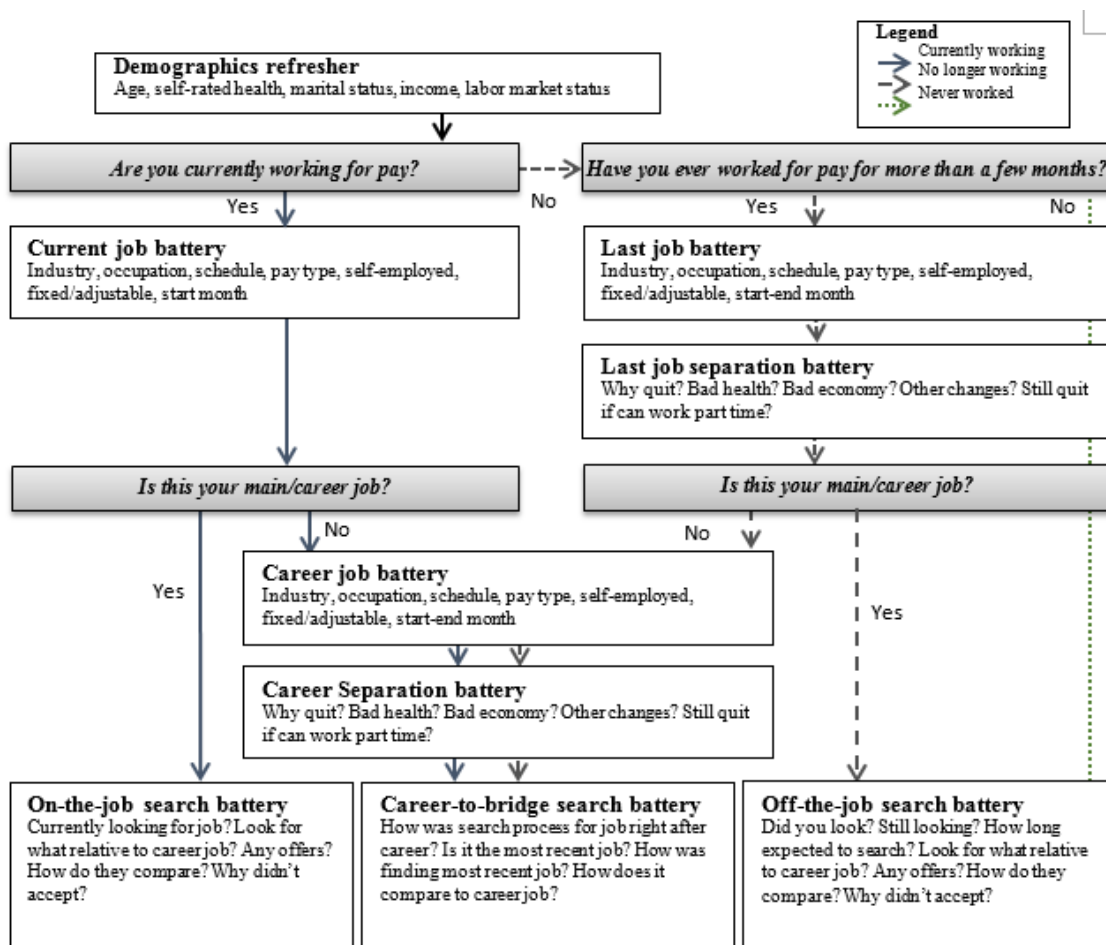 Legend
Currently working
No longer working
Never worked
Demographics refresher
Age, self-rated health, marital status, income, labor market status
Are you currently working for pay?
Have you ever worked for pay for more than a few months?
No
Yes
Yes
No
Current job battery
Industry, occupation, schedule, pay type, self-employed,
fixed/adjustable, start month
Last job battery
Industry, occupation, schedule, pay type, self-employed,
fixed/adjustable, start-end month
Last job separation battery
Why quit? Bad health? Bad economy? Other changes? Still quit
if can work part time?
Is this your main/career job?
Is this your main/career job?
No
No
Yes
Yes
Career job battery
Industry, occupation, schedule, pay type, self-employed,
fixed/adjustable, start-end month
Career Separation battery
Why quit? Bad health? Bad economy? Other changes? Still quit
if can work part time?
On-the-job search battery
Currently looking for job? Look for
what relative to career job? Any offers?
How do they compare? Why didn't
accept?
Career-to-bridge search battery
How was search process for job right after
career? Is it the most recent job? How was
finding most recent job? How does it
compare to career job?
Off-the-job search battery
Did you look? Still looking? How long
expected to search? Look for what relative
to career job? Any offers? How do they
compare? Why didn't accept?